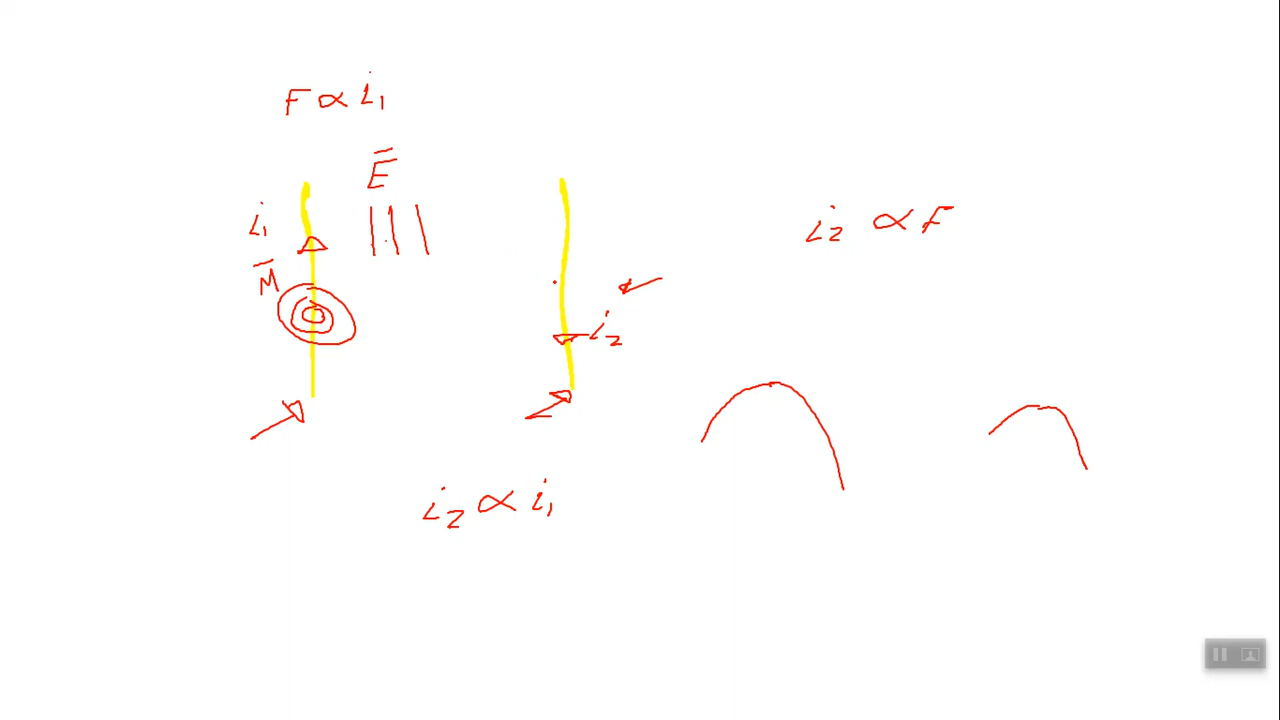 F ∝ i₁
E̅
i₁
i₂ ∝ F
M̅
i₂
i₂ ∝ i₁